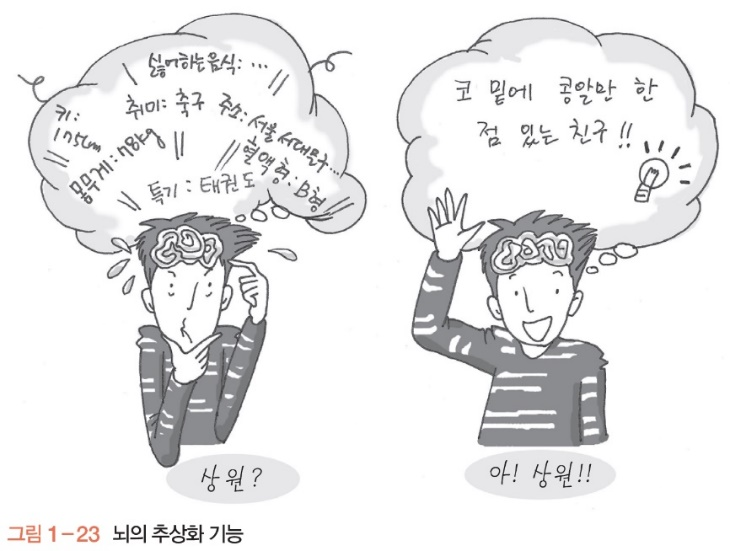 싫어하는음식: …
키:
175cm
취미: 축구
주소: 서울 서대문구…
몸무게: 78kg
혈액형: B형
특기: 태권도
상원?
코 밑에 콩알만 한
점 있는 친구!!
아! 상원!!
그림 1-23 뇌의 추상화 기능